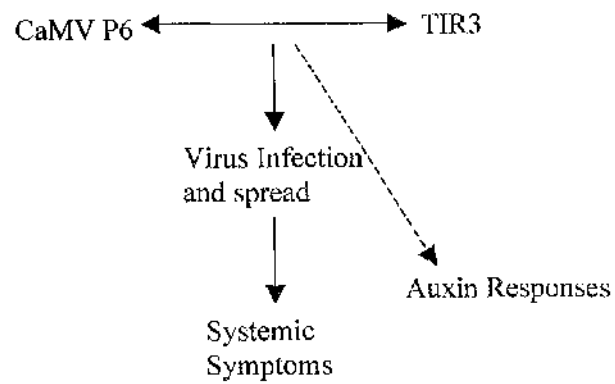 CaMV P6
TIR3
Virus Infection
and spread
Auxin Responses
Systemic
Symptoms